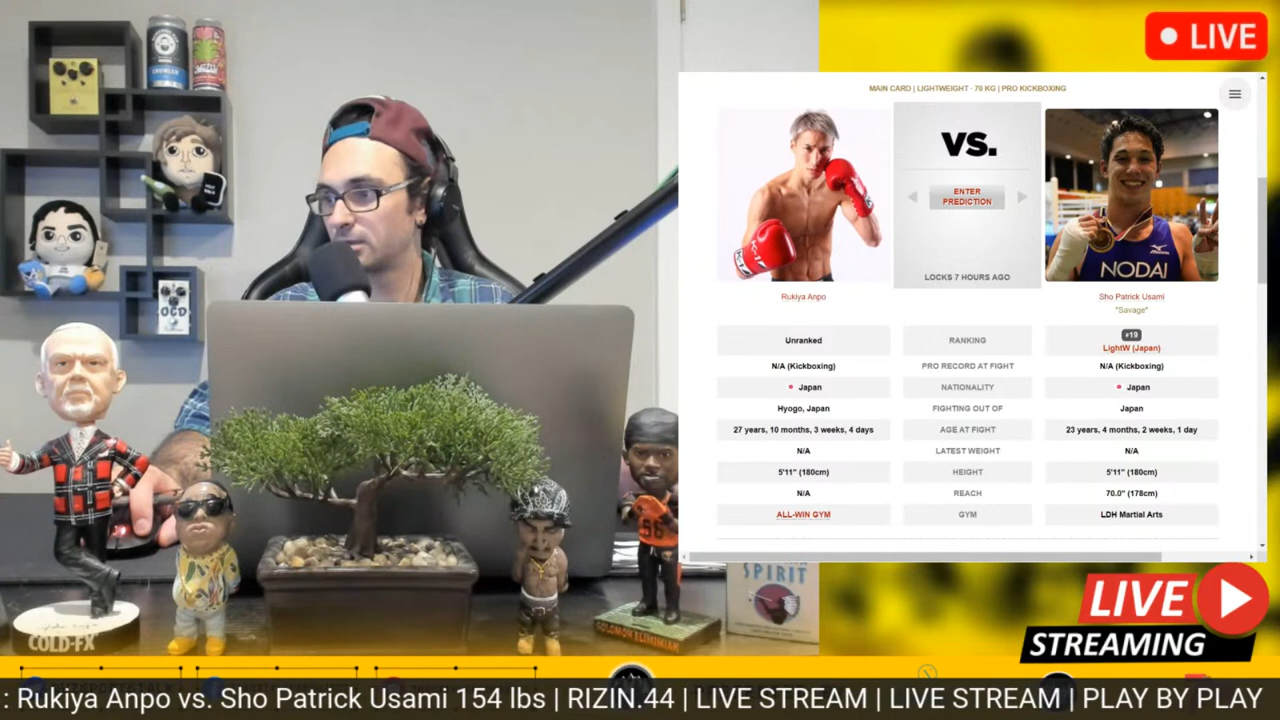 LIVE
MAIN CARD | LIGHTWEIGHT · 70 KG | PRO KICKBOXING
VS.
ENTER
PREDICTION
LOCKS 7 HOURS AGO
NODAI
Rukiya Anpo
Sho Patrick Usami
"Savage"
Unranked
RANKING
#19
LightW (Japan)
N/A (Kickboxing)
PRO RECORD AT FIGHT
N/A (Kickboxing)
Japan
NATIONALITY
Japan
Hyogo, Japan
FIGHTING OUT OF
Japan
27 years, 10 months, 3 weeks, 4 days
AGE AT FIGHT
23 years, 4 months, 2 weeks, 1 day
N/A
LATEST WEIGHT
N/A
5'11" (180cm)
HEIGHT
5'11" (180cm)
N/A
REACH
70.0" (178cm)
ALL-WIN GYM
GYM
LDH Martial Arts
OCD
COLD-FX
56
SOLOMON ELIMIMIAN
SPIRIT
LIVE
STREAMING
: Rukiya Anpo vs. Sho Patrick Usami 154 lbs | RIZIN.44 | LIVE STREAM | LIVE STREAM | PLAY BY PLAY